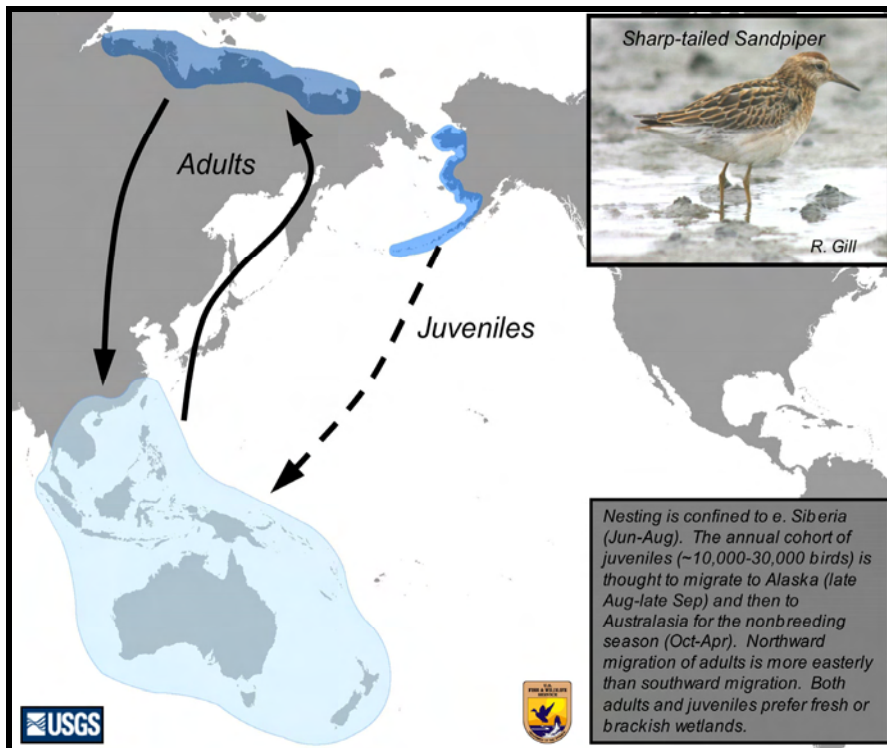 Sharp-tailed Sandpiper
R. Gill
Adults
Juveniles
Nesting is confined to e. Siberia
(Jun-Aug). The annual cohort of
juveniles (~10,000-30,000 birds) is
thought to migrate to Alaska (late
Aug-late Sep) and then to
Australasia for the nonbreeding
season (Oct-Apr). Northward
migration of adults is more easterly
than southward migration. Both
adults and juveniles prefer fresh or
brackish wetlands.
USGS
U.S.
FISH & WILDLIFE
SERVICE